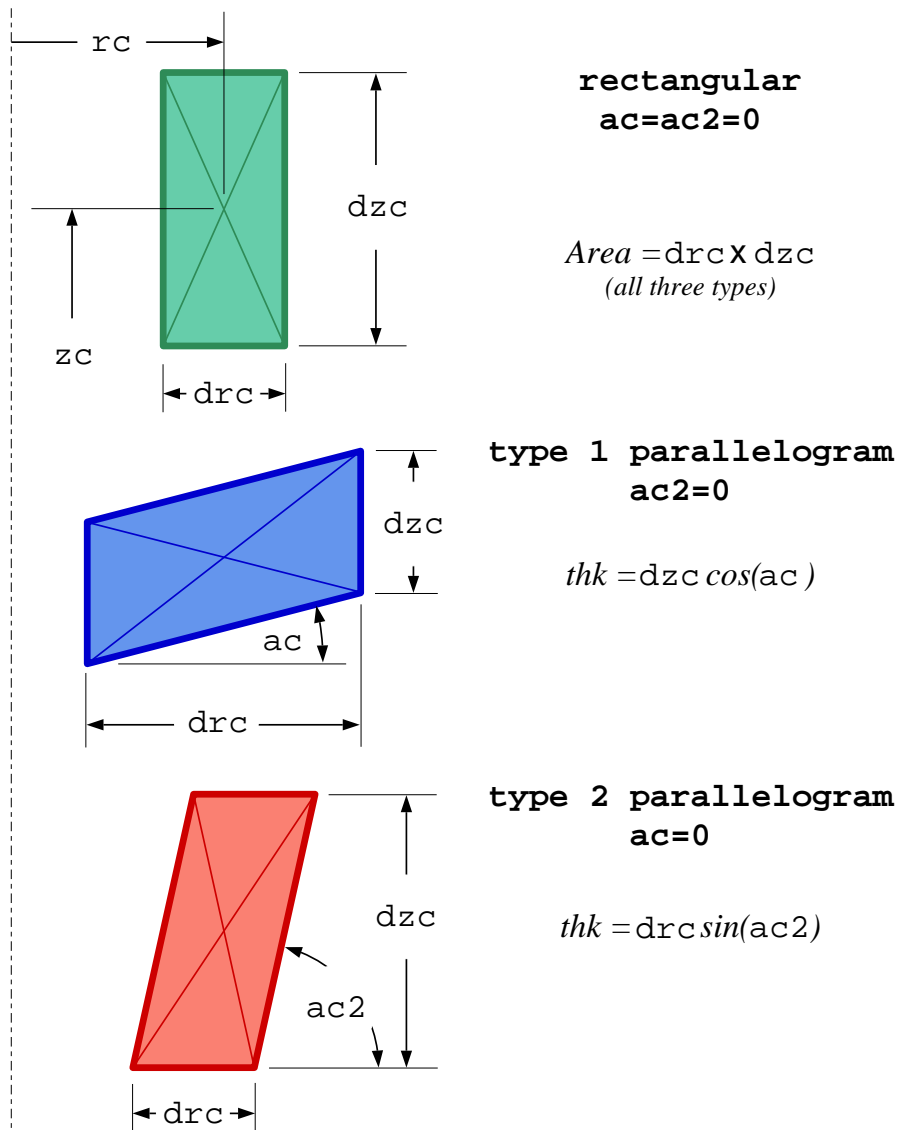 rc
rectangular
ac=ac2=0
dzc
Area =drc x dzc
(all three types)
zc
drc
type 1 parallelogram
ac2=0
dzc
thk =dzc cos(ac )
ac
drc
type 2 parallelogram
ac=0
dzc
thk =drc sin(ac2)
ac2
drc